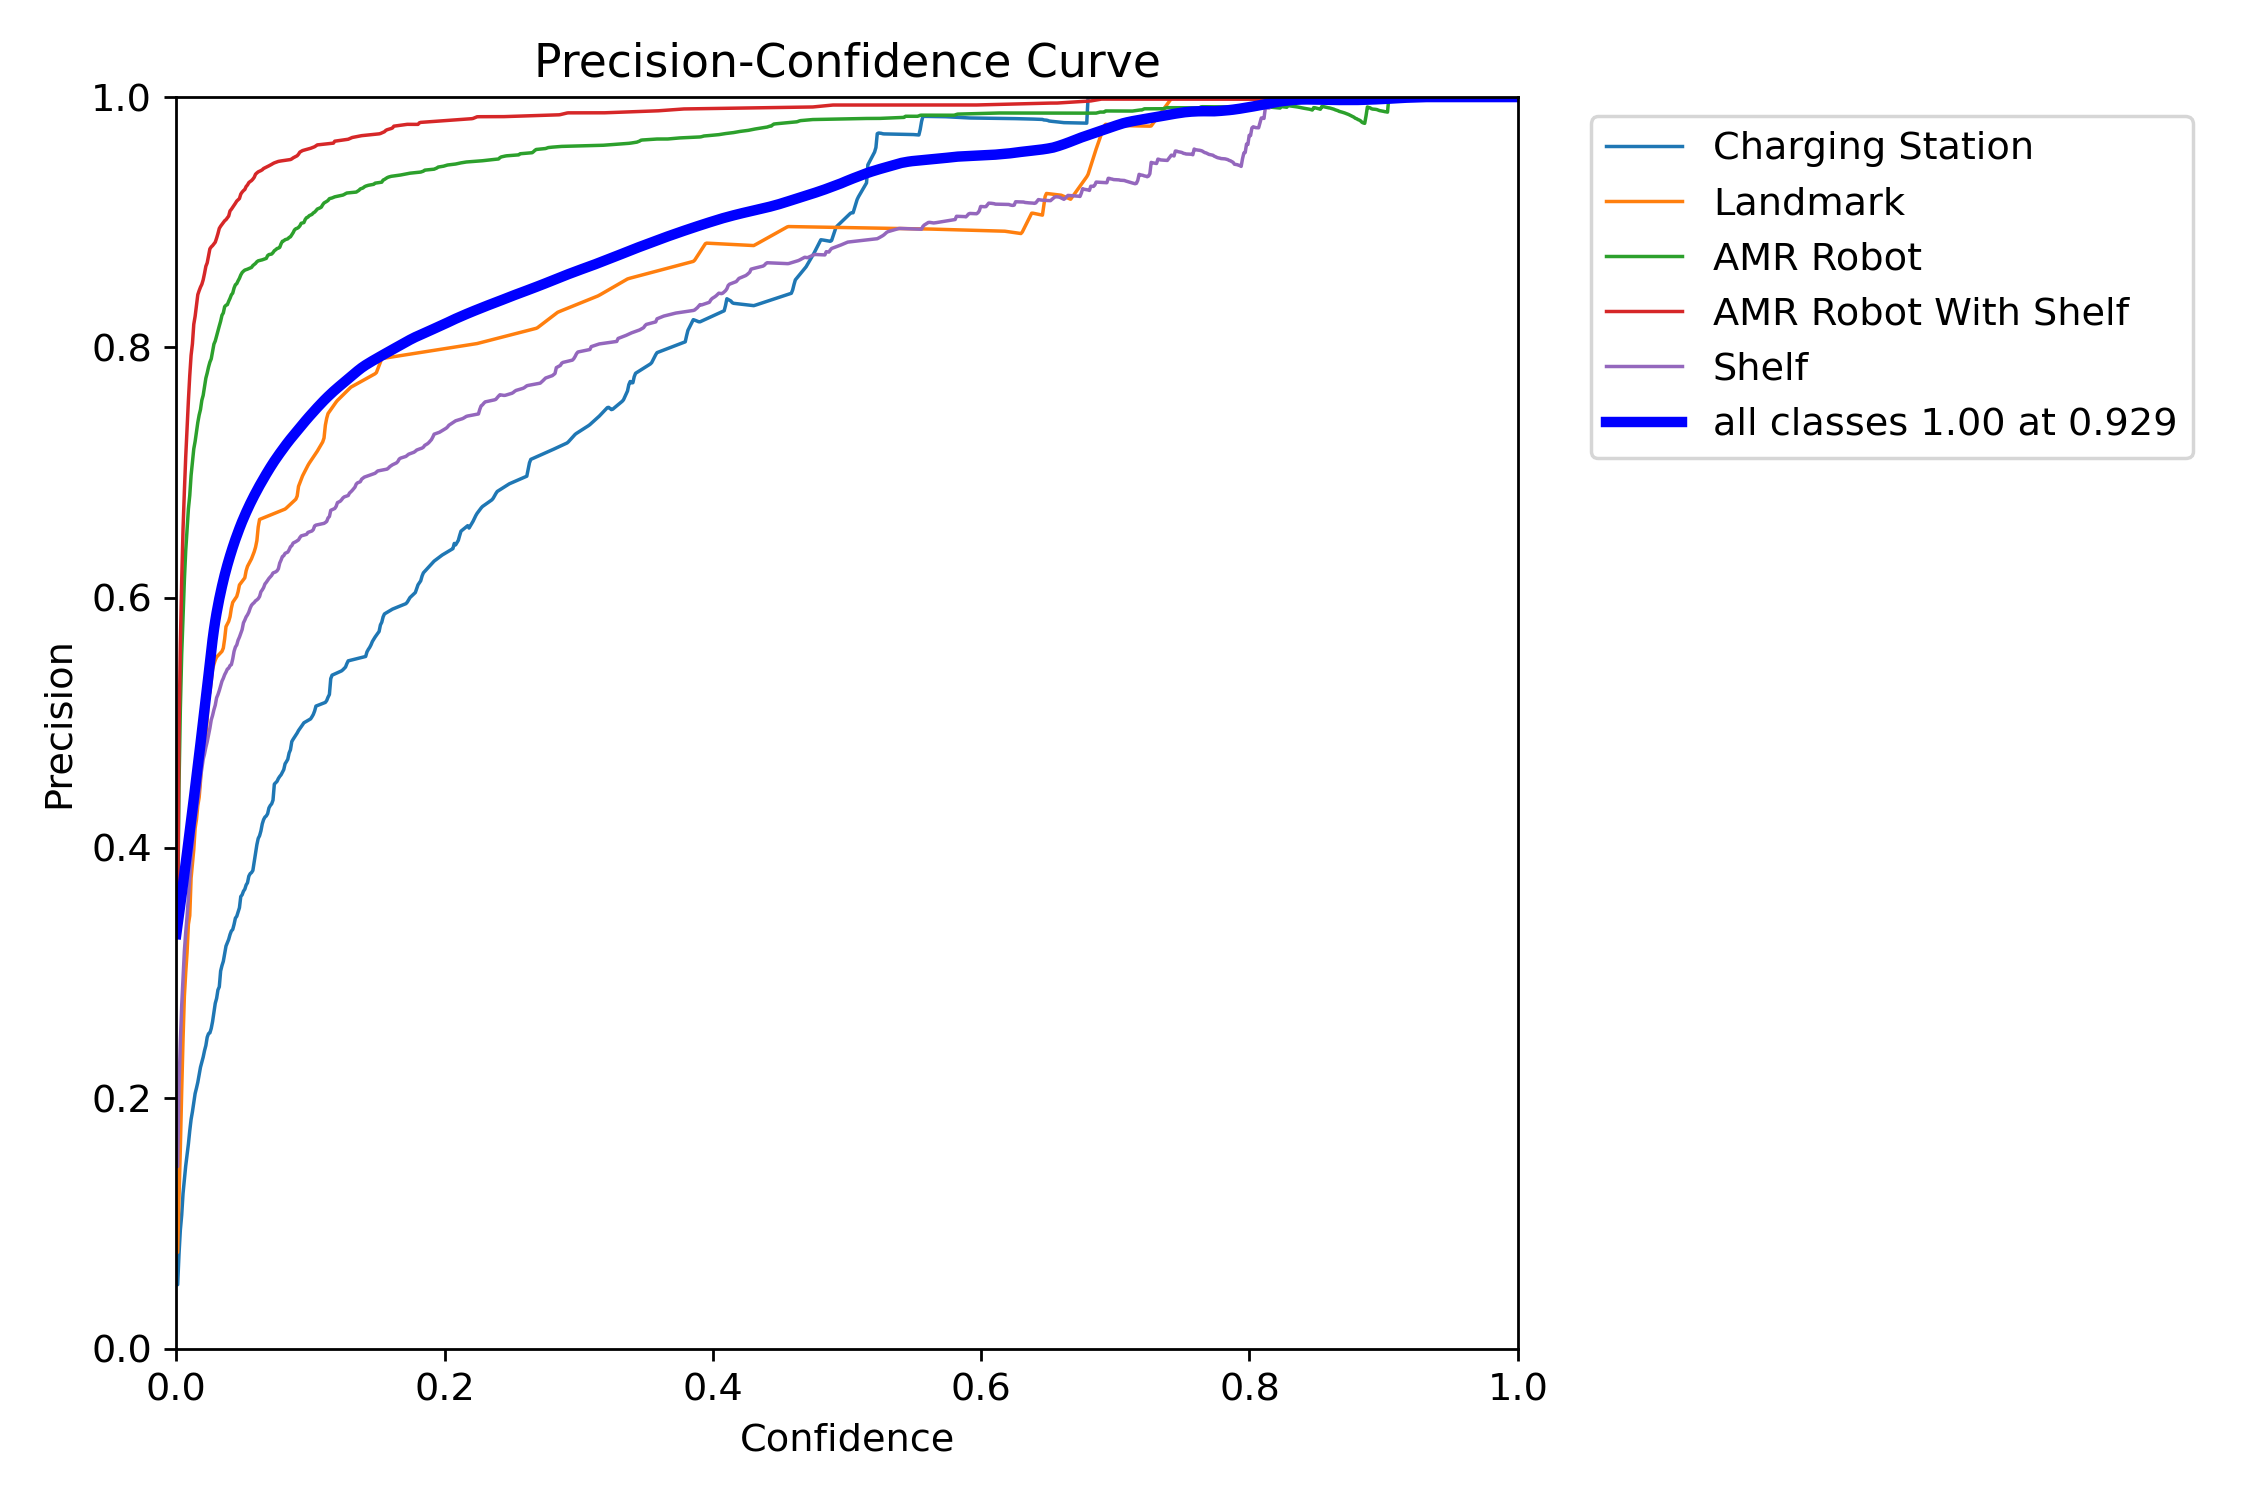 Precision-Confidence Curve
1.0
0.8
0.6
0.4
0.2
0.0
Precision
0.0 0.2 0.4 0.6 0.8 1.0
Confidence
Charging Station
Landmark
AMR Robot
AMR Robot With Shelf
Shelf
all classes 1.00 at 0.929